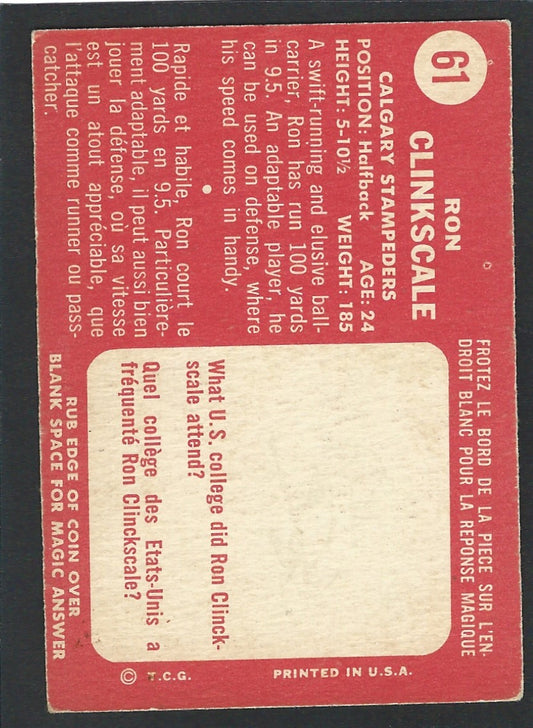 61
RON
CLINKSCALE
CALGARY STAMPEDERS
POSITION: Halfback AGE: 24
HEIGHT: 5-10½ WEIGHT: 185
A swift-running and elusive ball-
carrier, Ron has run 100 yards
in 9.5. An adaptable player, he
can be used on defense, where
his speed comes in handy.
•
Rapide et habile, Ron court le
100 yards en 9.5. Particulière-
ment adaptable, il peut aussi bien
jouer la défense, ou sa vitesse
est un atout appréciable, que
l'attaque comme runner ou pass-
catcher.
FROTEZ LE BORD DE LA PIECE SUR L'EN-
DROIT BLANC POUR LA REPONSE MAGIQUE
What U.S. college did Ron Clinck-
scale attend?
Quel collège des Etats-Unis a
fréquenté Ron Clinckscale?
RUB EDGE OF COIN OVER
BLANK SPACE FOR MAGIC ANSWER
© T.C.G. PRINTED IN U.S.A.